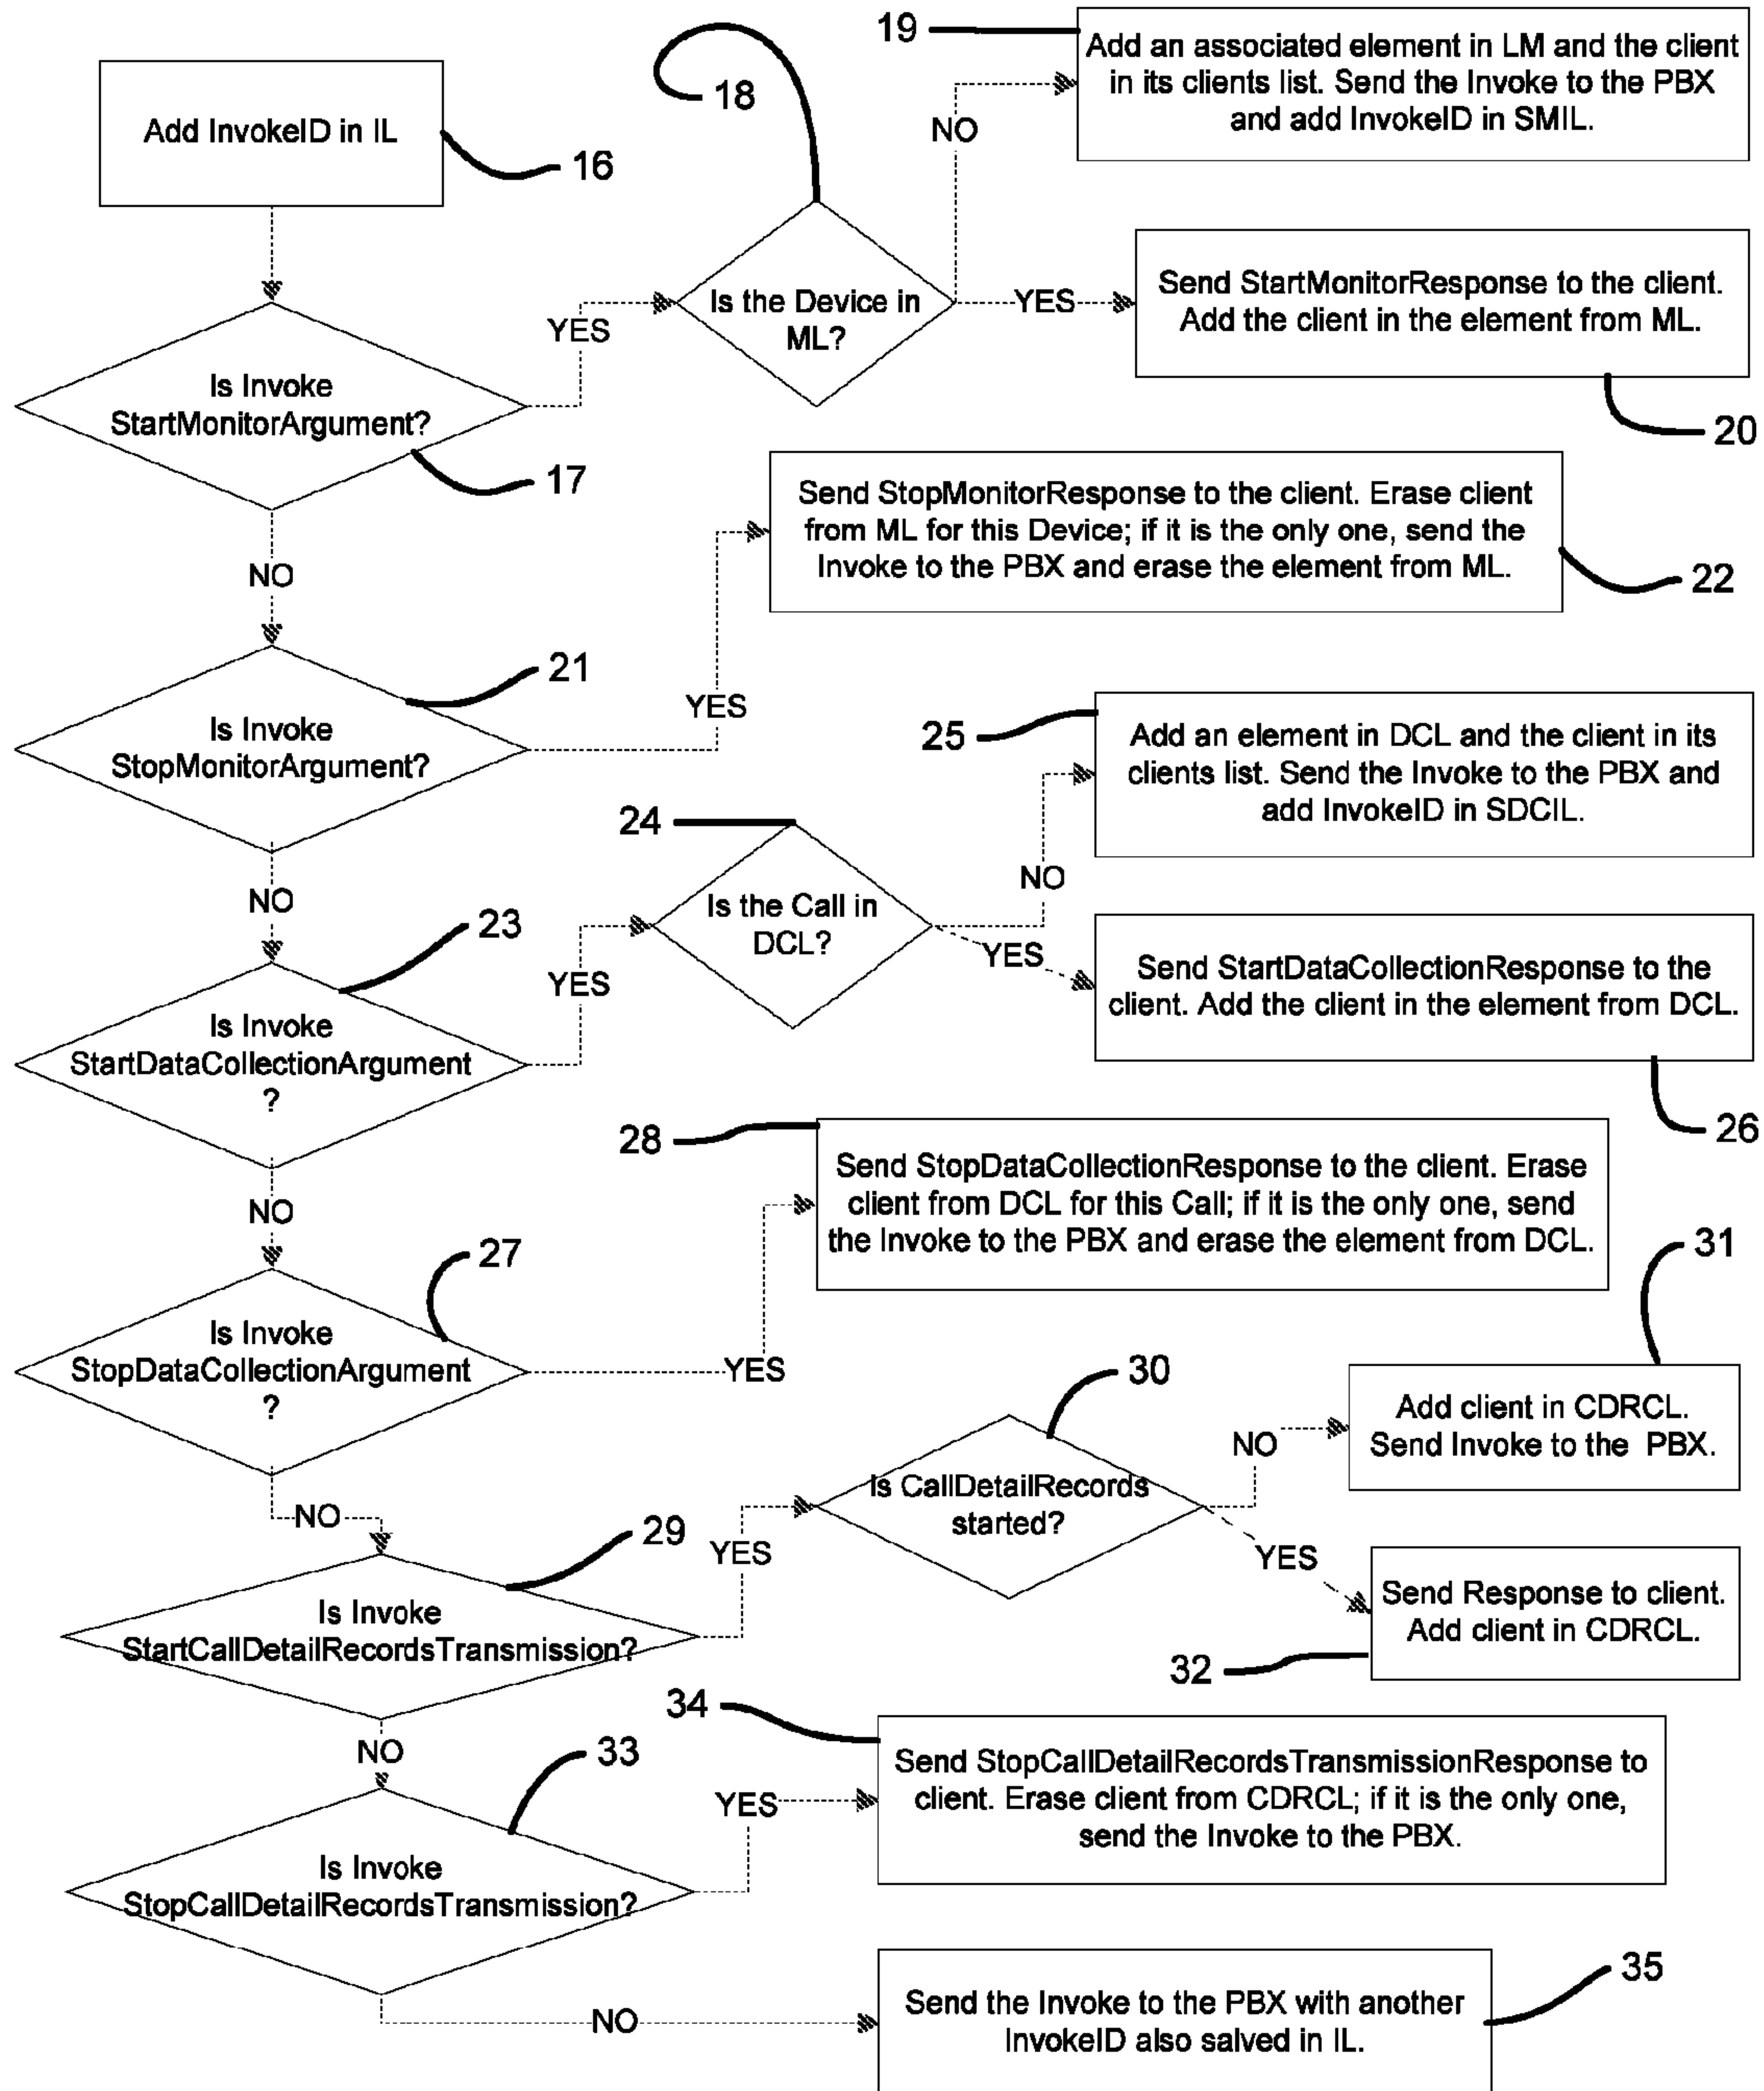 19
Add an associated element in LM and the client
in its clients list. Send the Invoke to the PBX
and add InvokeID in SMIL.
Add InvokeID in IL
16
18
NO
Is the Device in
ML?
YES
YES
Send StartMonitorResponse to the client.
Add the client in the element from ML.
20
Is Invoke
StartMonitorArgument?
17
NO
Send StopMonitorResponse to the client. Erase client
from ML for this Device; if it is the only one, send the
Invoke to the PBX and erase the element from ML.
22
21
Is Invoke
StopMonitorArgument?
YES
NO
25
Add an element in DCL and the client in its
clients list. Send the Invoke to the PBX and
add InvokeID in SDCIL.
24
Is the Call in
DCL?
NO
YES
23
Is Invoke
StartDataCollectionArgument
?
YES
Send StartDataCollectionResponse to the
client. Add the client in the element from DCL.
26
NO
28
Send StopDataCollectionResponse to the client. Erase
client from DCL for this Call; if it is the only one, send
the Invoke to the PBX and erase the element from DCL.
27
Is Invoke
StopDataCollectionArgument
?
YES
31
30
Add client in CDRCL.
Send Invoke to the PBX.
NO
Is CallDetailRecords
started?
YES
NO
29
YES
Is Invoke
StartCallDetailRecordsTransmission?
Send Response to client.
Add client in CDRCL.
32
NO
34
Send StopCallDetailRecordsTransmissionResponse to
client. Erase client from CDRCL; if it is the only one,
send the Invoke to the PBX.
33
YES
Is Invoke
StopCallDetailRecordsTransmission?
NO
Send the Invoke to the PBX with another
InvokeID also salved in IL.
35